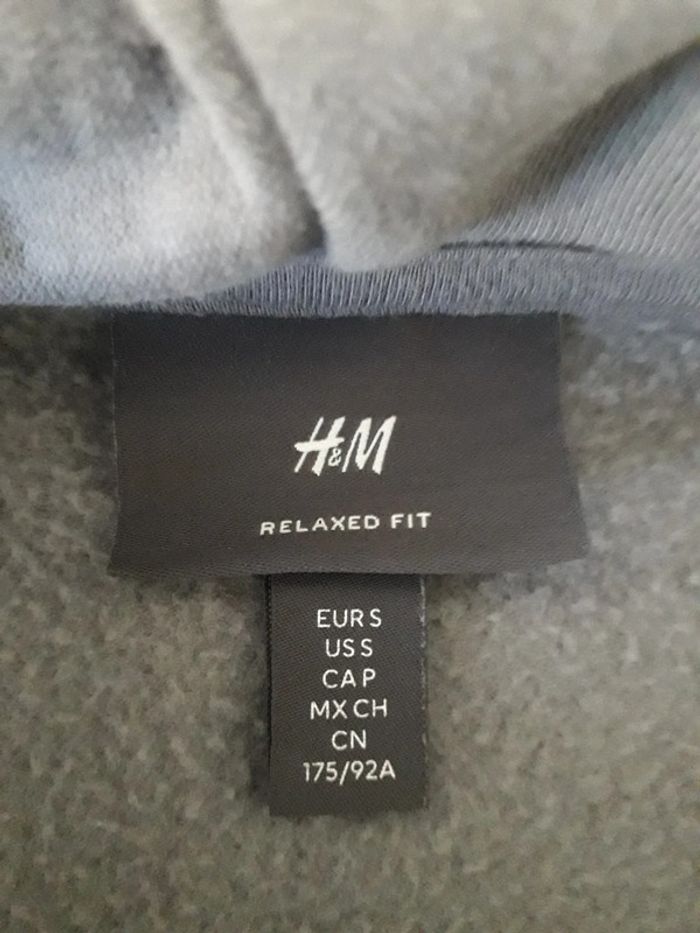 H&M
RELAXED FIT
EUR S
US S
CA P
MX CH
CN
175/92A